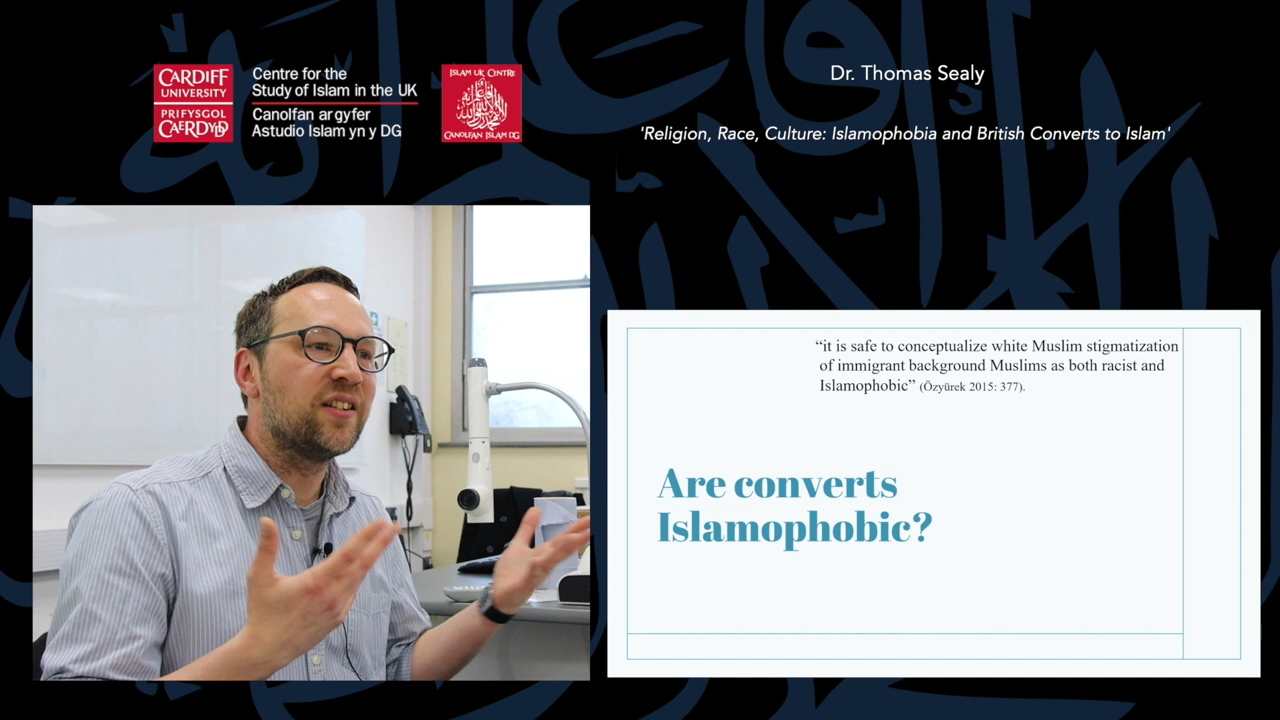 CARDIFF
UNIVERSITY
PRIFYSGOL
CAERDYDD
Centre for the
Study of Islam in the UK
Canolfan ar gyfer
Astudio Islam yn y DG
ISLAM UK CENTRE
CANOLFAN ISLAM DG
Dr. Thomas Sealy
'Religion, Race, Culture: Islamophobia and British Converts to Islam'
“it is safe to conceptualize white Muslim stigmatization
of immigrant background Muslims as both racist and
Islamophobic” (Özyürek 2015: 377).
Are converts
Islamophobic?